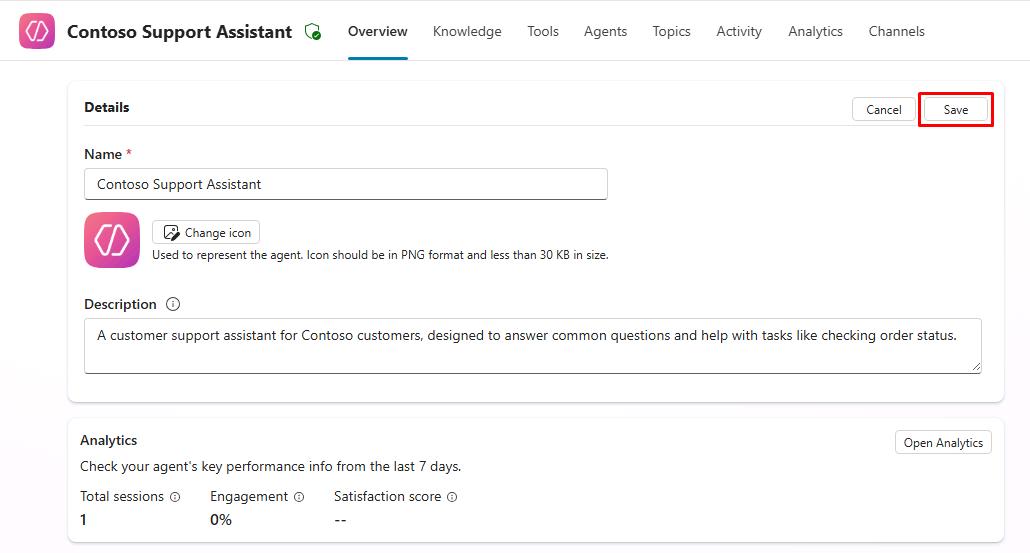 Contoso Support Assistant Overview Knowledge Tools Agents Topics Activity Analytics Channels
Details Cancel Save
Name *
Contoso Support Assistant
Change icon
Used to represent the agent. Icon should be in PNG format and less than 30 KB in size.
Description
A customer support assistant for Contoso customers, designed to answer common questions and help with tasks like checking order status.
Analytics Open Analytics
Check your agent's key performance info from the last 7 days.
Total sessions Engagement Satisfaction score
1 0% --